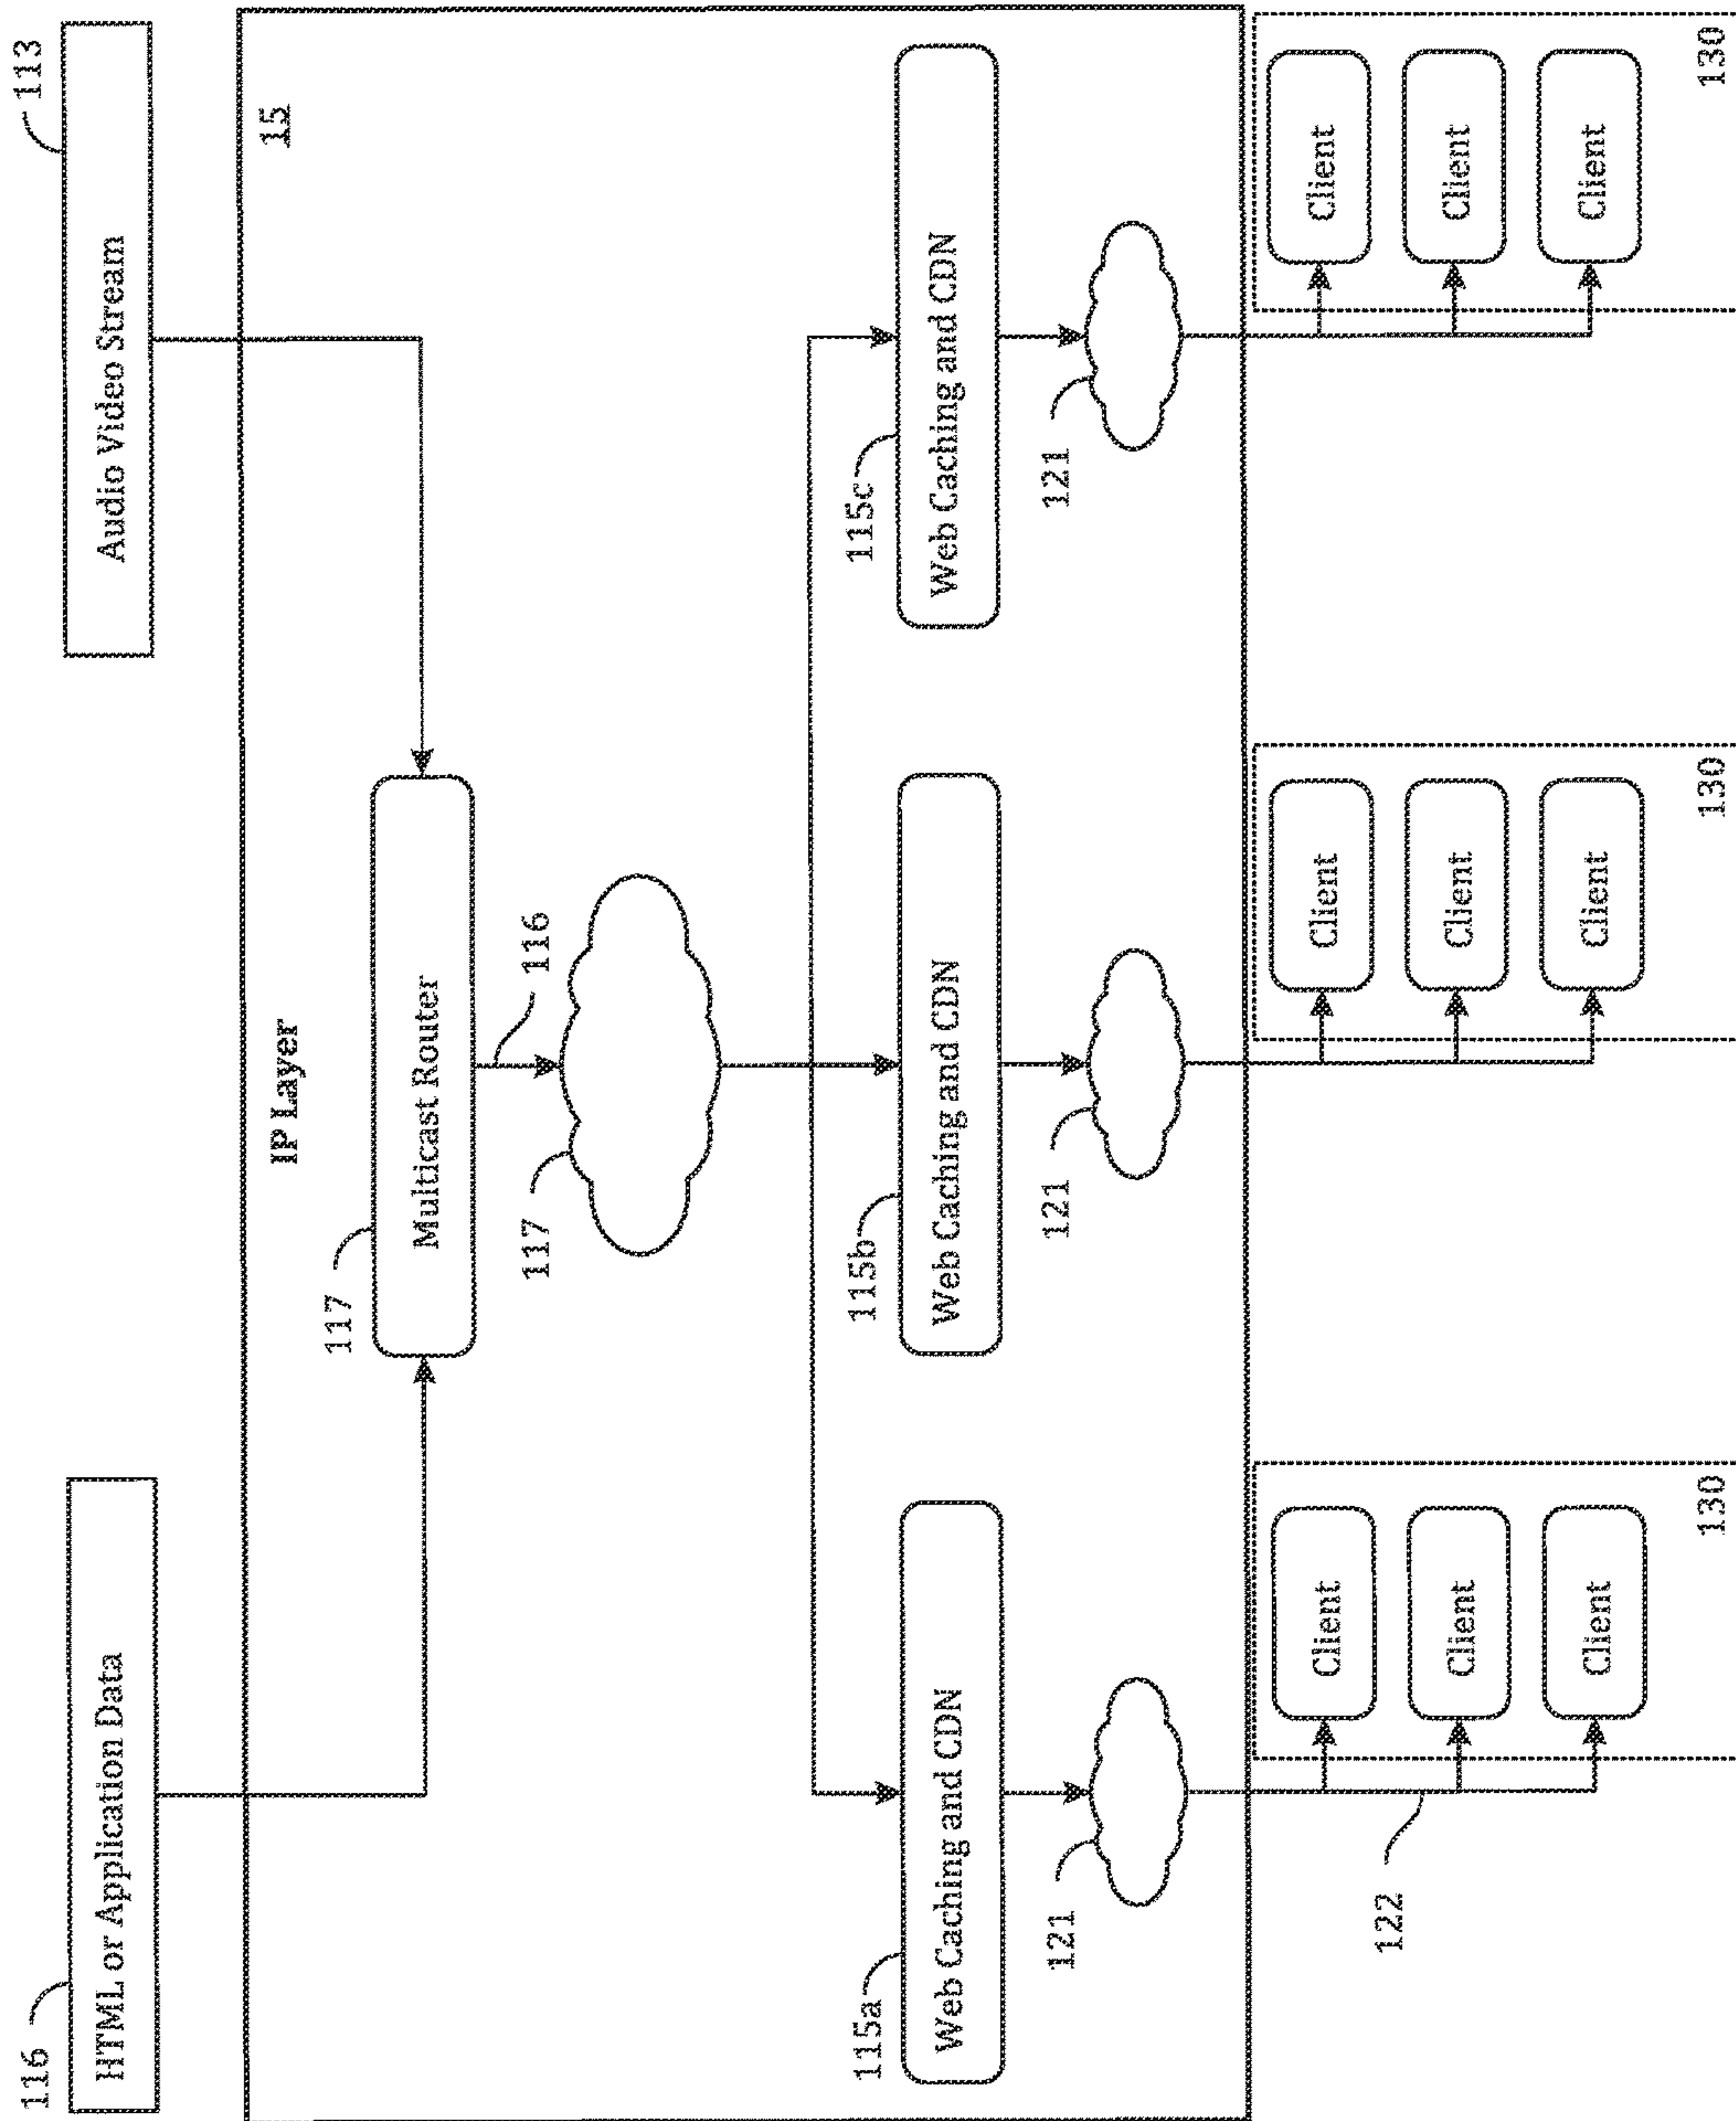 116
HTML or Application Data
113
Audio Video Stream
IP Layer
15
117
Multicast Router
116
117
115a
Web Caching and CDN
115b
Web Caching and CDN
115c
Web Caching and CDN
121
121
121
122
Client
Client
Client
130
Client
Client
Client
130
Client
Client
Client
130